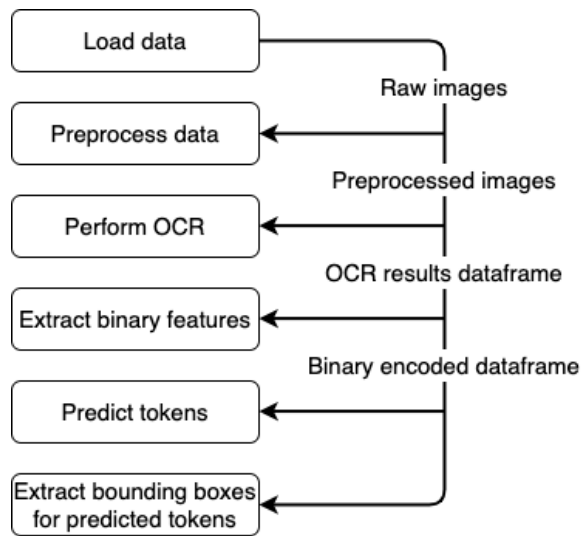 Load data
Raw images
Preprocess data
Preprocessed images
Perform OCR
OCR results dataframe
Extract binary features
Binary encoded dataframe
Predict tokens
Extract bounding boxes
for predicted tokens